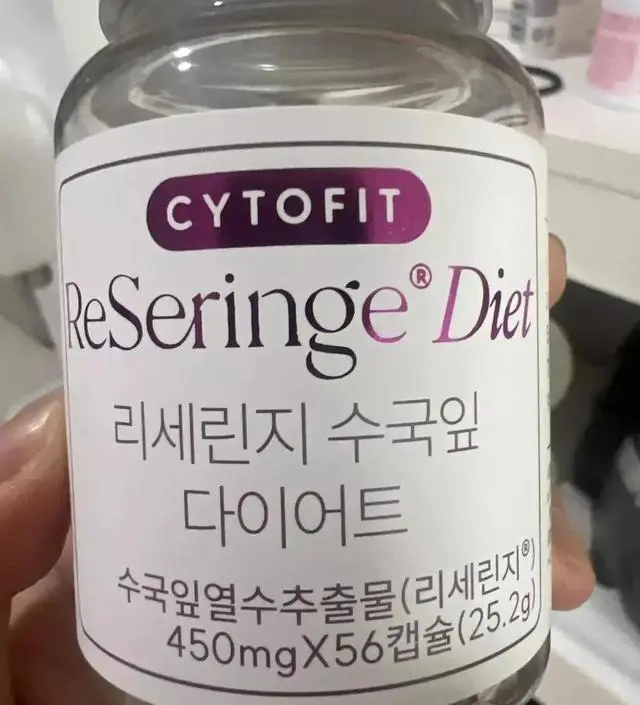 CYTOFIT
ReSeringe® Diet
리세린지 수국잎
다이어트
수국잎열수추출물(리세린지®)
450mgX56캡슐(25.2g)